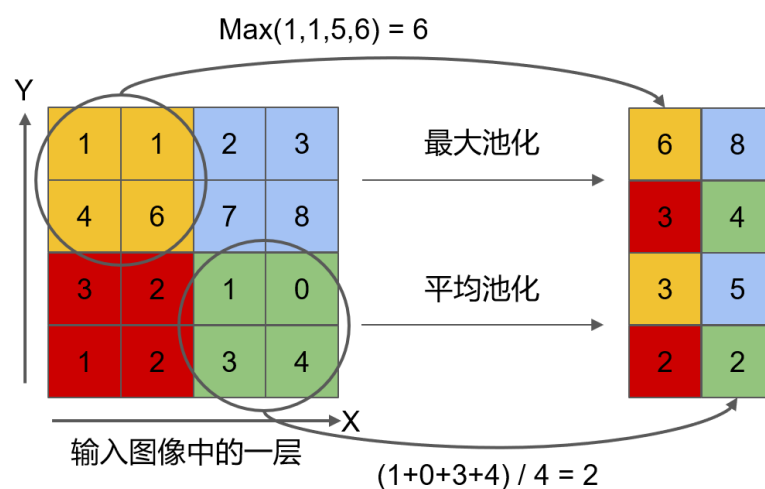 Max(1,1,5,6) = 6
Y
1 1 2 3
最大池化
6 8
4 6 7 8
3 4
3 2 1 0
平均池化
3 5
1 2 3 4
2 2
X
输入图像中的一层
(1+0+3+4) / 4 = 2